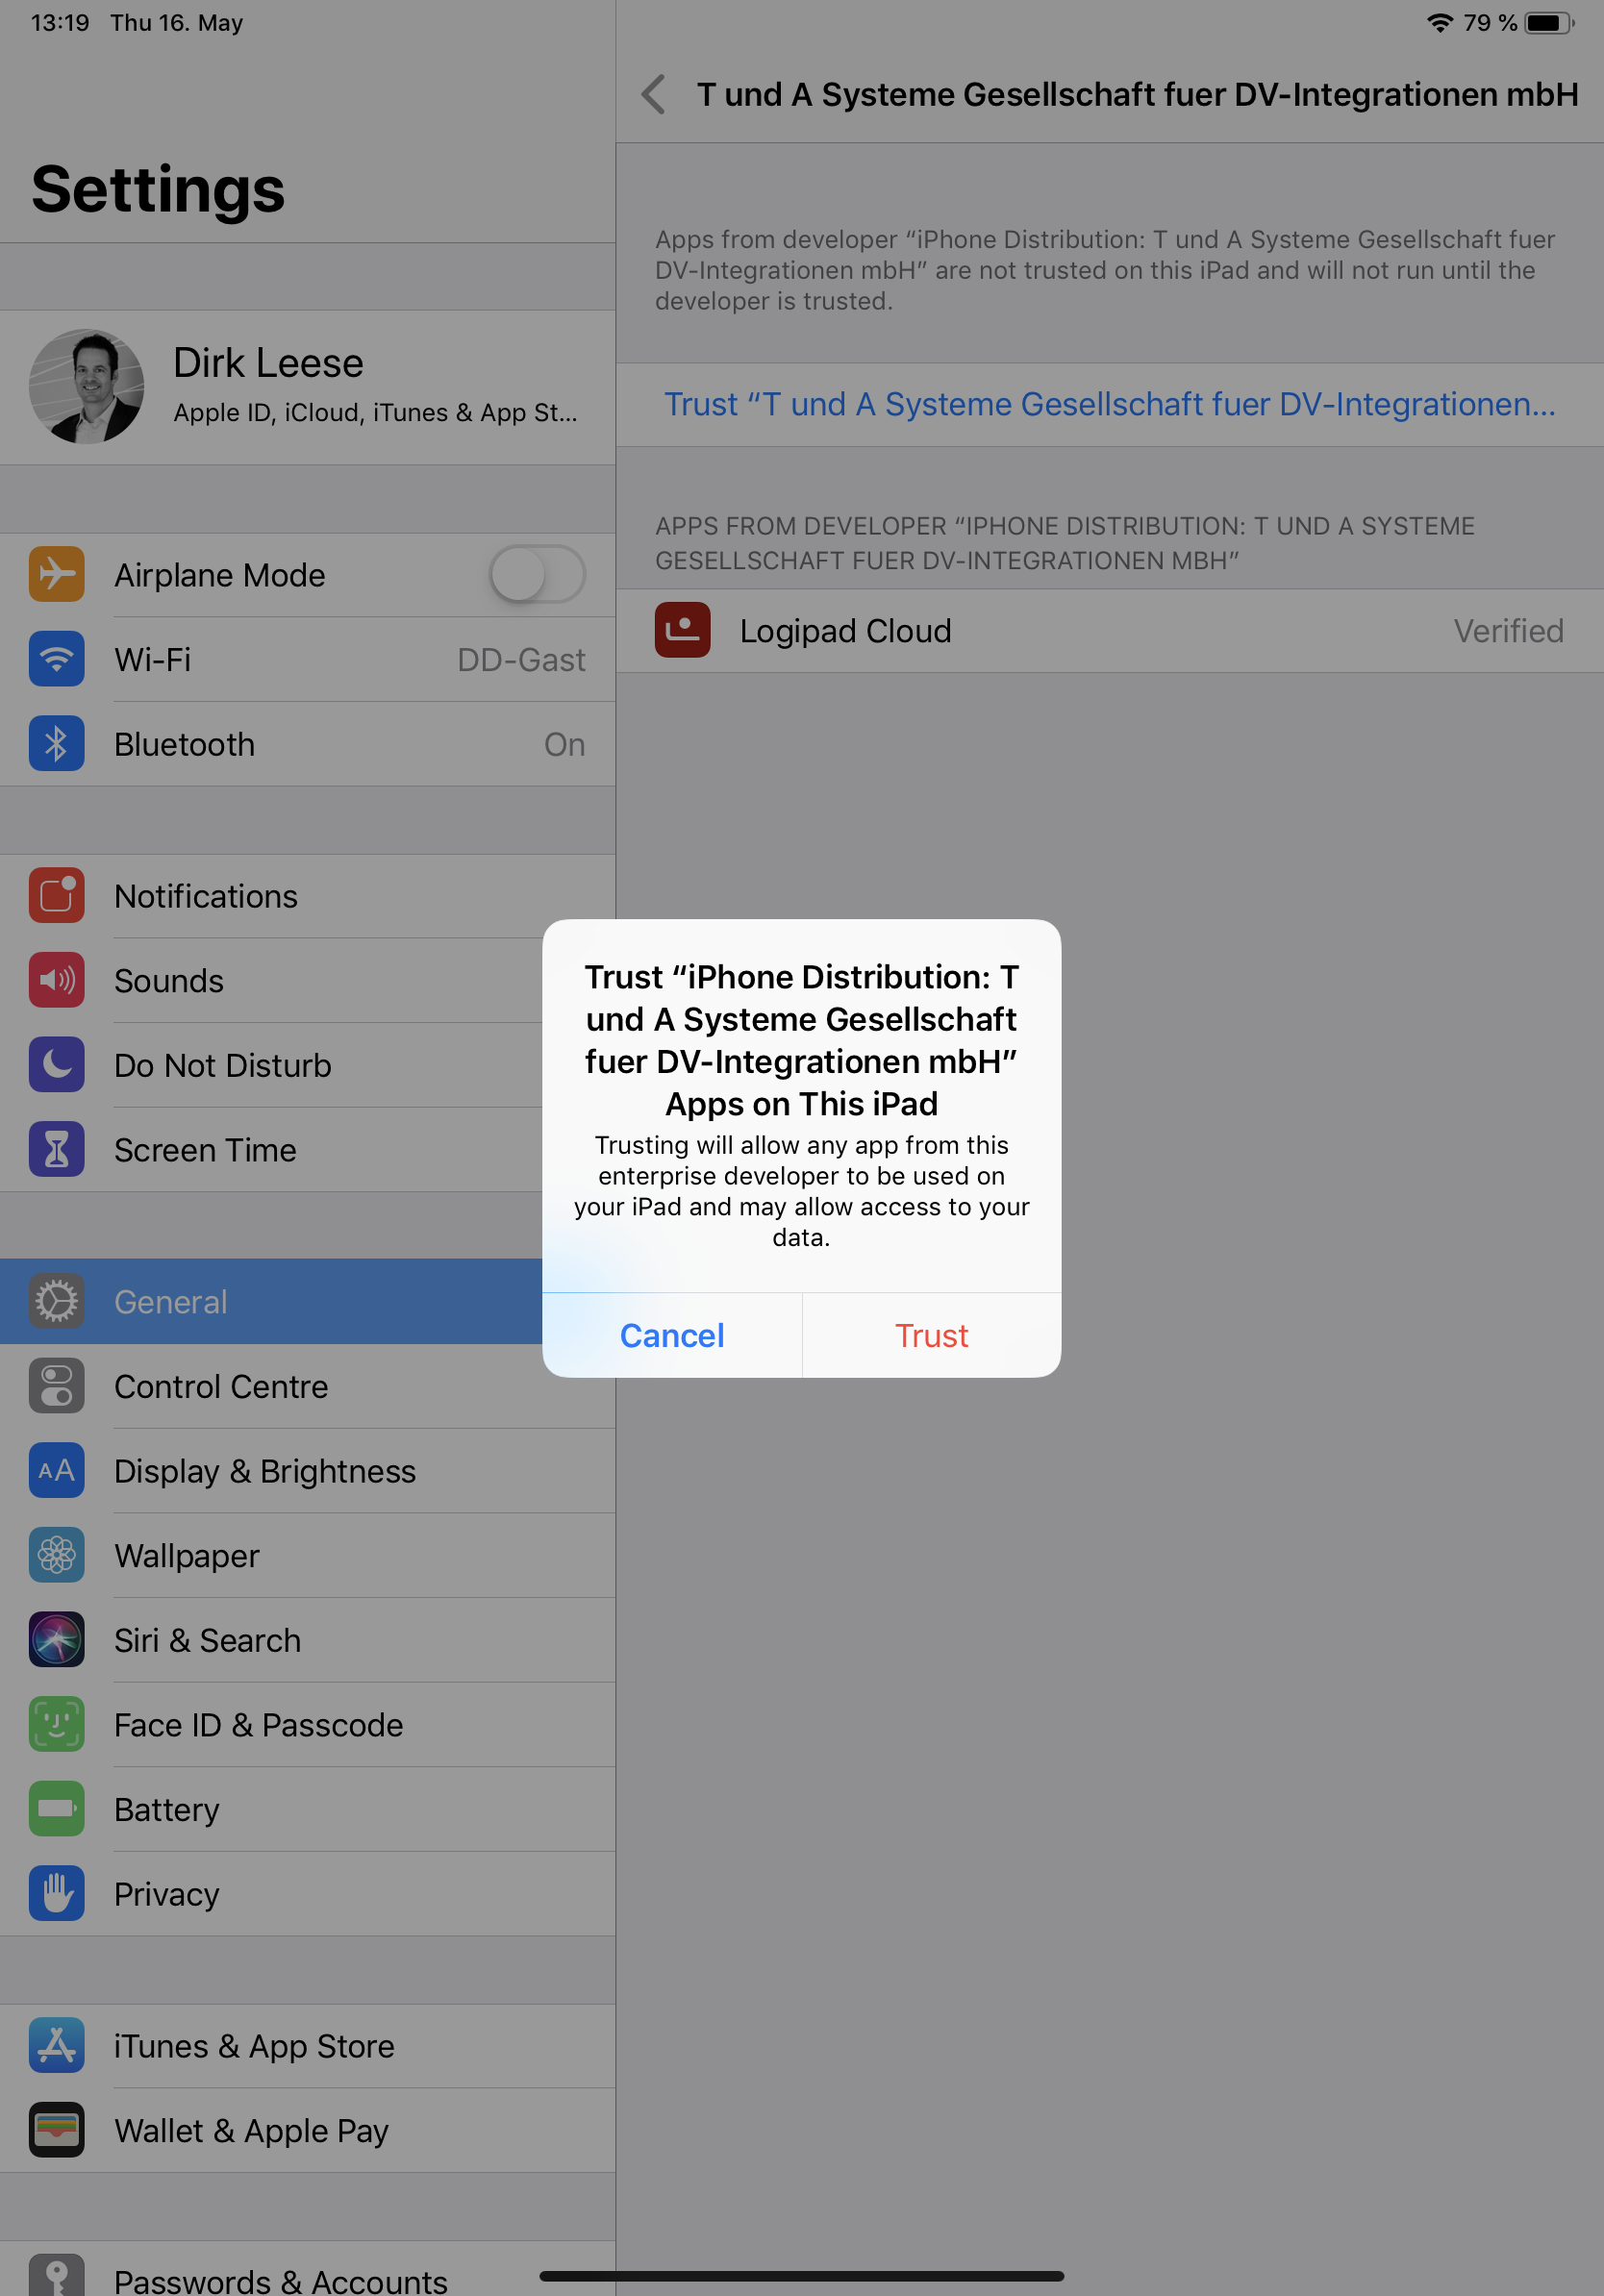 13:19 Thu 16. May
79 %
Settings
T und A Systeme Gesellschaft fuer DV-Integrationen mbH
Dirk Leese
Apple ID, iCloud, iTunes & App St...
Airplane Mode
Wi-Fi DD-Gast
Bluetooth On
Notifications
Sounds
Do Not Disturb
Screen Time
General
Control Centre
AA Display & Brightness
Wallpaper
Siri & Search
Face ID & Passcode
Battery
Privacy
iTunes & App Store
Wallet & Apple Pay
Passwords & Accounts
Apps from developer “iPhone Distribution: T und A Systeme Gesellschaft fuer
DV-Integrationen mbH” are not trusted on this iPad and will not run until the
developer is trusted.
Trust “T und A Systeme Gesellschaft fuer DV-Integrationen...
APPS FROM DEVELOPER “IPHONE DISTRIBUTION: T UND A SYSTEME
GESELLSCHAFT FUER DV-INTEGRATIONEN MBH”
Logipad Cloud Verified
Trust “iPhone Distribution: T
und A Systeme Gesellschaft
fuer DV-Integrationen mbH”
Apps on This iPad
Trusting will allow any app from this
enterprise developer to be used on
your iPad and may allow access to your
data.
Cancel Trust